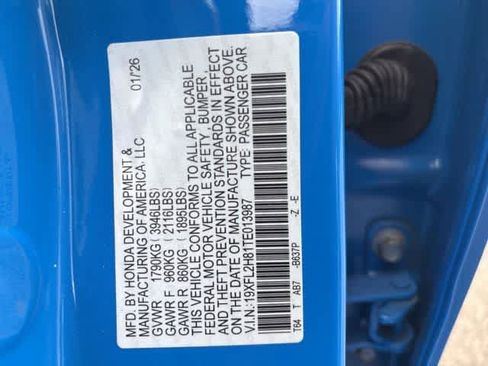 MFD. BY HONDA DEVELOPMENT & 01/26
MANUFACTURING OF AMERICA, LLC
GVWR 1790KG ( 3946LBS)
GAWR F 960KG ( 2116LBS)
GAWR R 860KG ( 1896LBS)
THIS VEHICLE CONFORMS TO ALL APPLICABLE
FEDERAL MOTOR VEHICLE SAFETY , BUMPER ,
AND THEFT PREVENTION STANDARDS IN EFFECT
ON THE DATE OF MANUFACTURE SHOWN ABOVE.
V.I.N.:19XFL2H81TE013987 TYPE: PASSENGER CAR
T64 T AB7 -B637P -Z -E